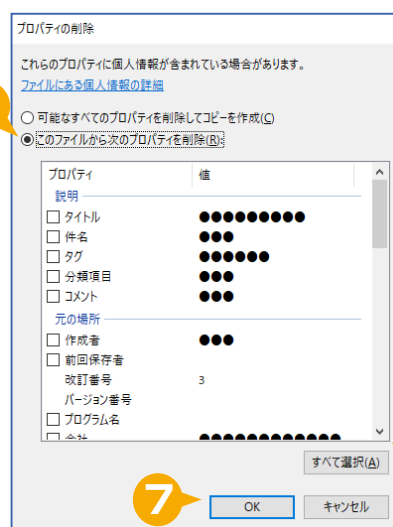 プロパティの削除
これらのプロパティに個人情報が含まれている場合があります。
ファイルにある個人情報の詳細
可能なすべてのプロパティを削除してコピーを作成(C)
このファイルから次のプロパティを削除(R):
プロパティ 値
説明
タイトル ●●●●●●●●●
件名 ●●●
タグ ●●●●●●
分類項目 ●●●
コメント ●●●
元の場所
作成者 ●●●
前回保存者
改訂番号 3
バージョン番号
プログラム名
会社 ●●●●●●●●●●●●
すべて選択(A)
7 OK キャンセル